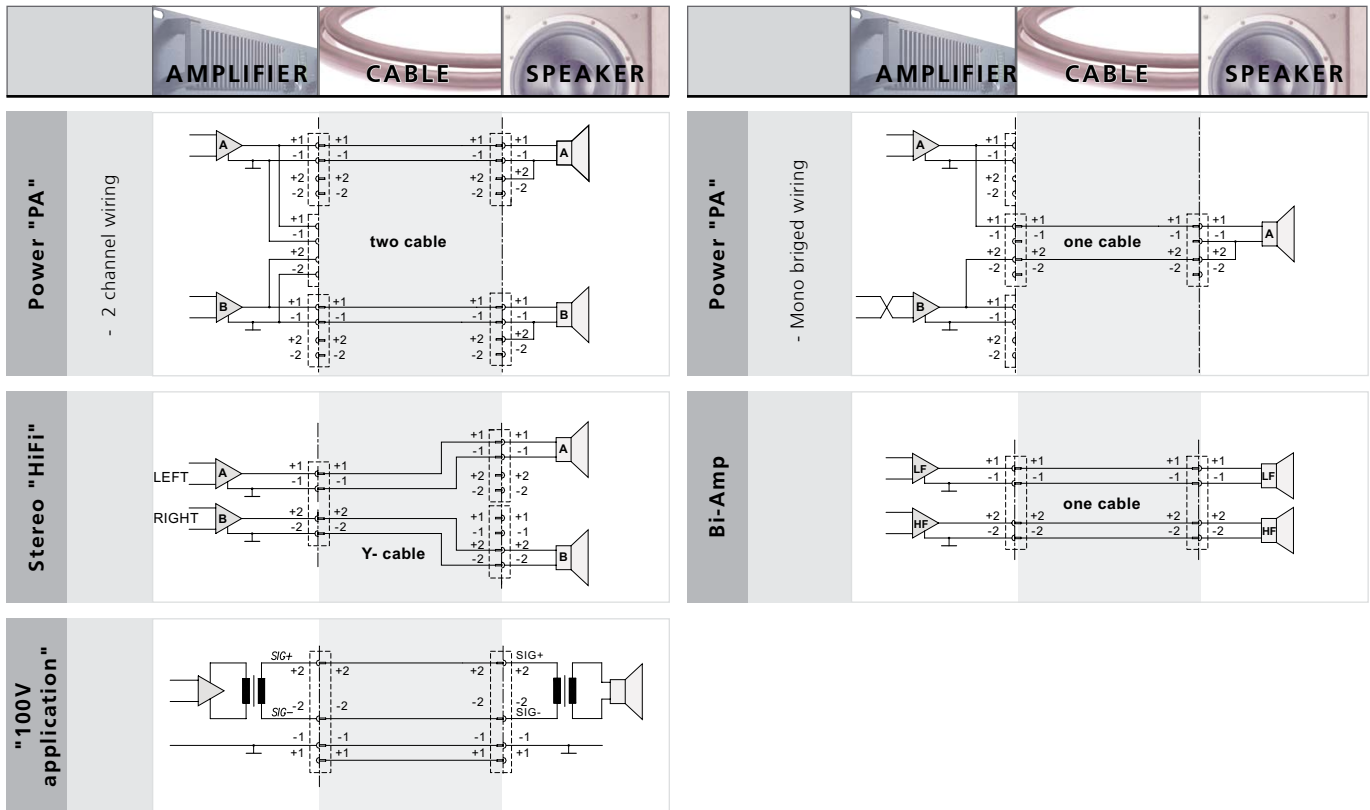 AMPLIFIER CABLE SPEAKER
AMPLIFIER CABLE SPEAKER
Power "PA"
- 2 channel wiring
A +1 +1 +1 +1 A
-1 -1 -1 -1
+2 +2 +2 +2
-2 -2 -2 -2
+1
-1
two cable
+2
-2
B +1 +1 +1 +1 B
-1 -1 -1 -1
+2 +2 +2 +2
-2 -2 -2 -2
Power "PA"
- Mono briged wiring
A +1
-1
+2
-2
+1 +1 +1 +1
-1 -1 one cable -1 -1 A
+2 +2 +2 +2
-2 -2 -2 -2
B +1
-1
+2
-2
Stereo "HiFi"
+1 +1
-1 -1 A
LEFT A +1 +1 +2 +2
-1 -1 -2 -2
RIGHT B +2 +2 +1 +1
-2 -2 -1 -1
Y- cable +2 +2
-2 -2 B
Bi-Amp
LF +1 +1 +1 +1
-1 -1 -1 -1 LF
one cable
HF +2 +2 +2 +2
-2 -2 -2 -2 HF
"100V
application"
SIG+ SIG+
+2 +2 +2 +2
-2 -2 -2 -2
SIG- SIG-
-1 -1 -1 -1
+1 +1 +1 +1